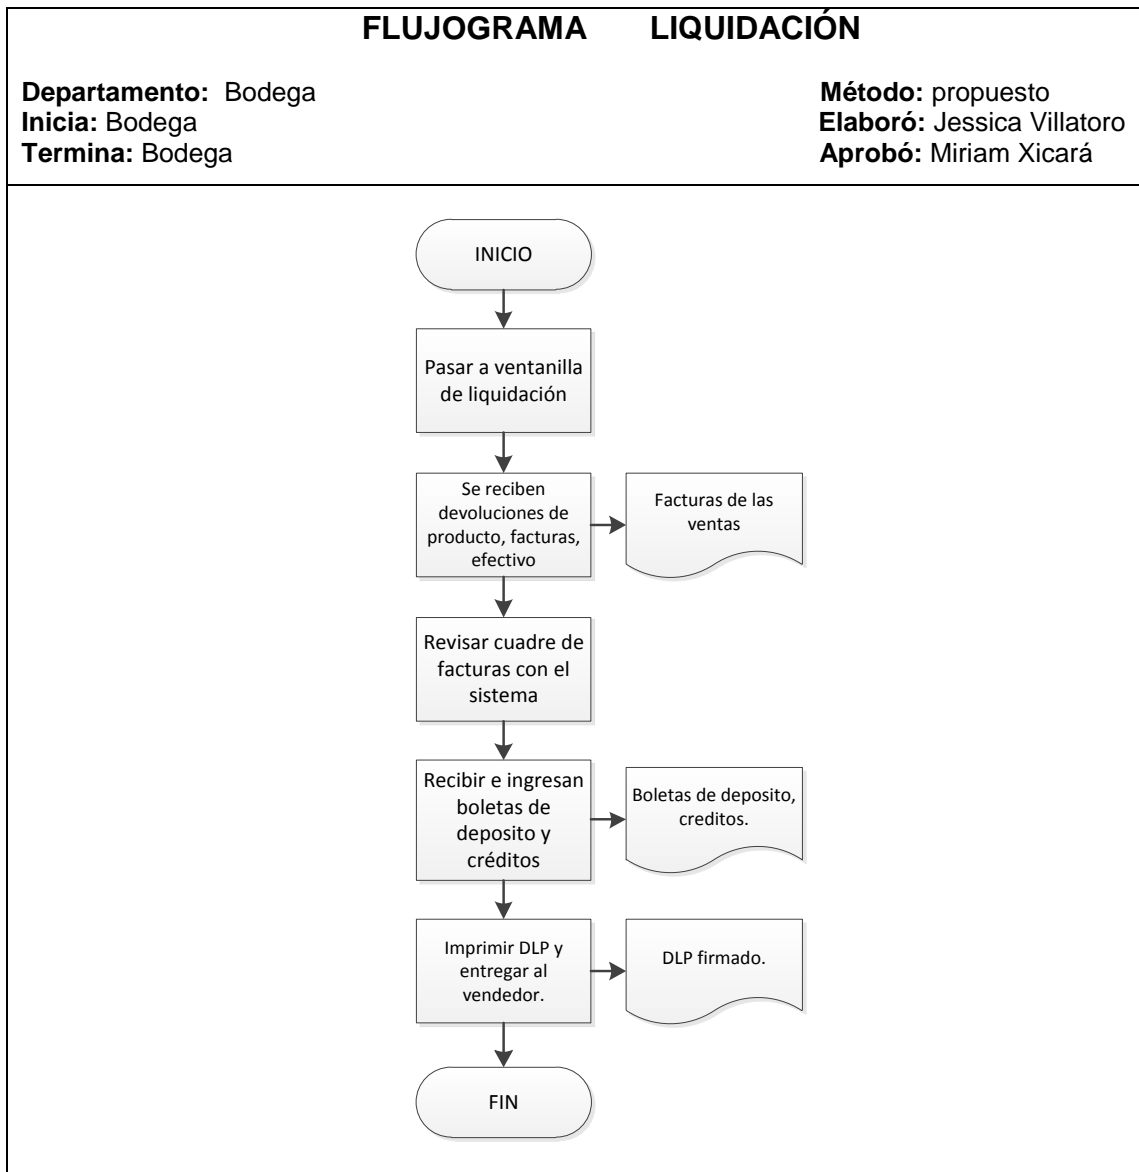 FLUJOGRAMA LIQUIDACIÓN
Departamento: Bodega
Inicia: Bodega
Termina: Bodega
Método: propuesto
Elaboró: Jessica Villatoro
Aprobó: Miriam Xicará
INICIO
Pasar a ventanilla
de liquidación
Se reciben
devoluciones de
producto, facturas,
efectivo
Facturas de las
ventas
Revisar cuadre de
facturas con el
sistema
Recibir e ingresan
boletas de
deposito y
créditos
Boletas de deposito,
creditos.
Imprimir DLP y
entregar al
vendedor.
DLP firmado.
FIN